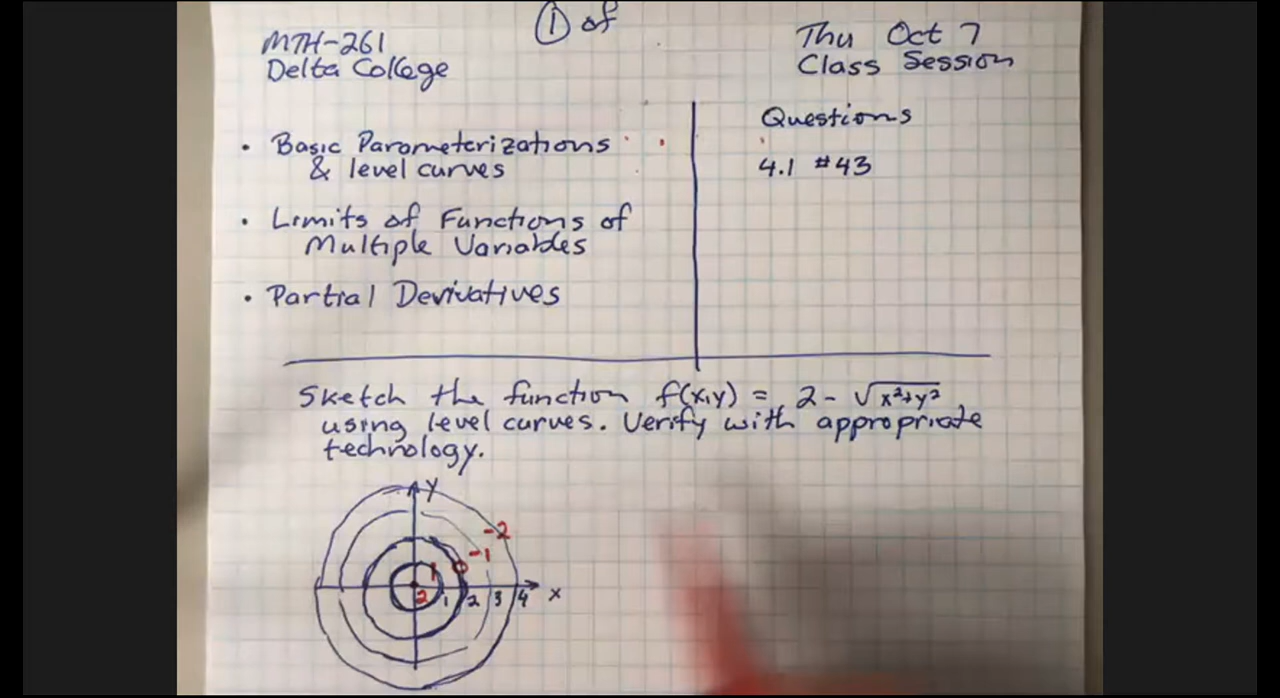 ① of
MTH-261
Delta College
Thu Oct 7
Class Session
• Basic Parameterizations
& level curves
• Limits of Functions of
Multiple Variables
• Partial Derivatives
Questions
4.1 #43
Sketch the function f(x,y) = 2 - √x²+y²
using level curves. Verify with appropriate
technology.
y
-2
-1
0
1
2
1 2 3 4 x